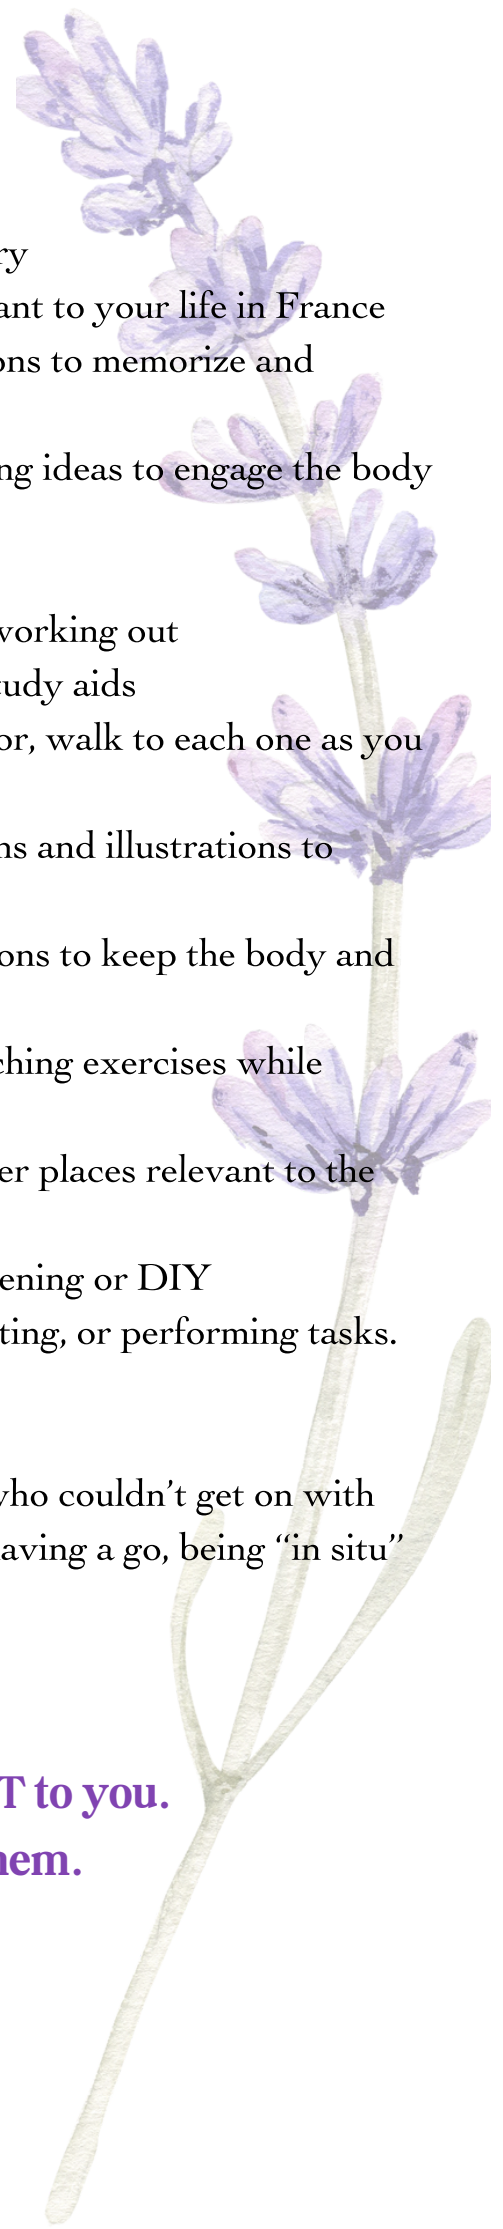 ry
ant to your life in France
ons to memorize and
ng ideas to engage the body
working out
tudy aids
or, walk to each one as you
ns and illustrations to
ons to keep the body and
ching exercises while
er places relevant to the
ening or DIY
ting, or performing tasks.
who couldn’t get on with
aving a go, being “in situ”
T to you.
hem.